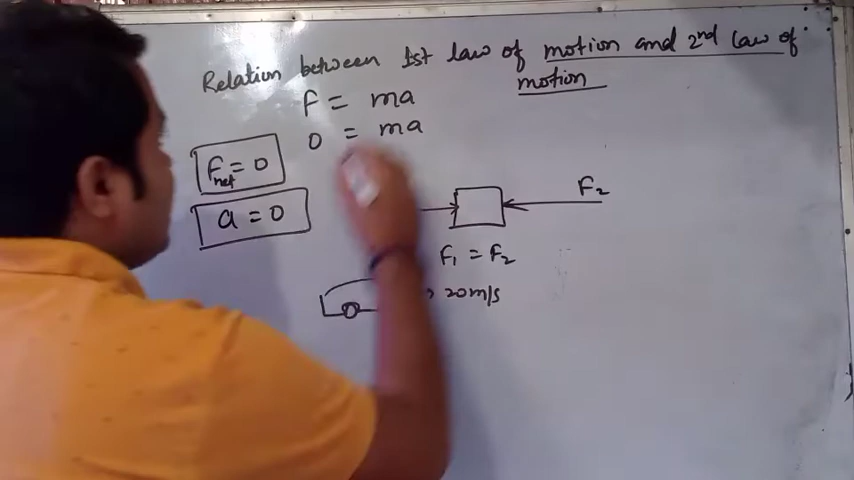 Relation between 1st law of motion and 2nd law of
motion
F = ma
0 = ma
Fnet = 0
a = 0
F2
F1 = F2
20m/s